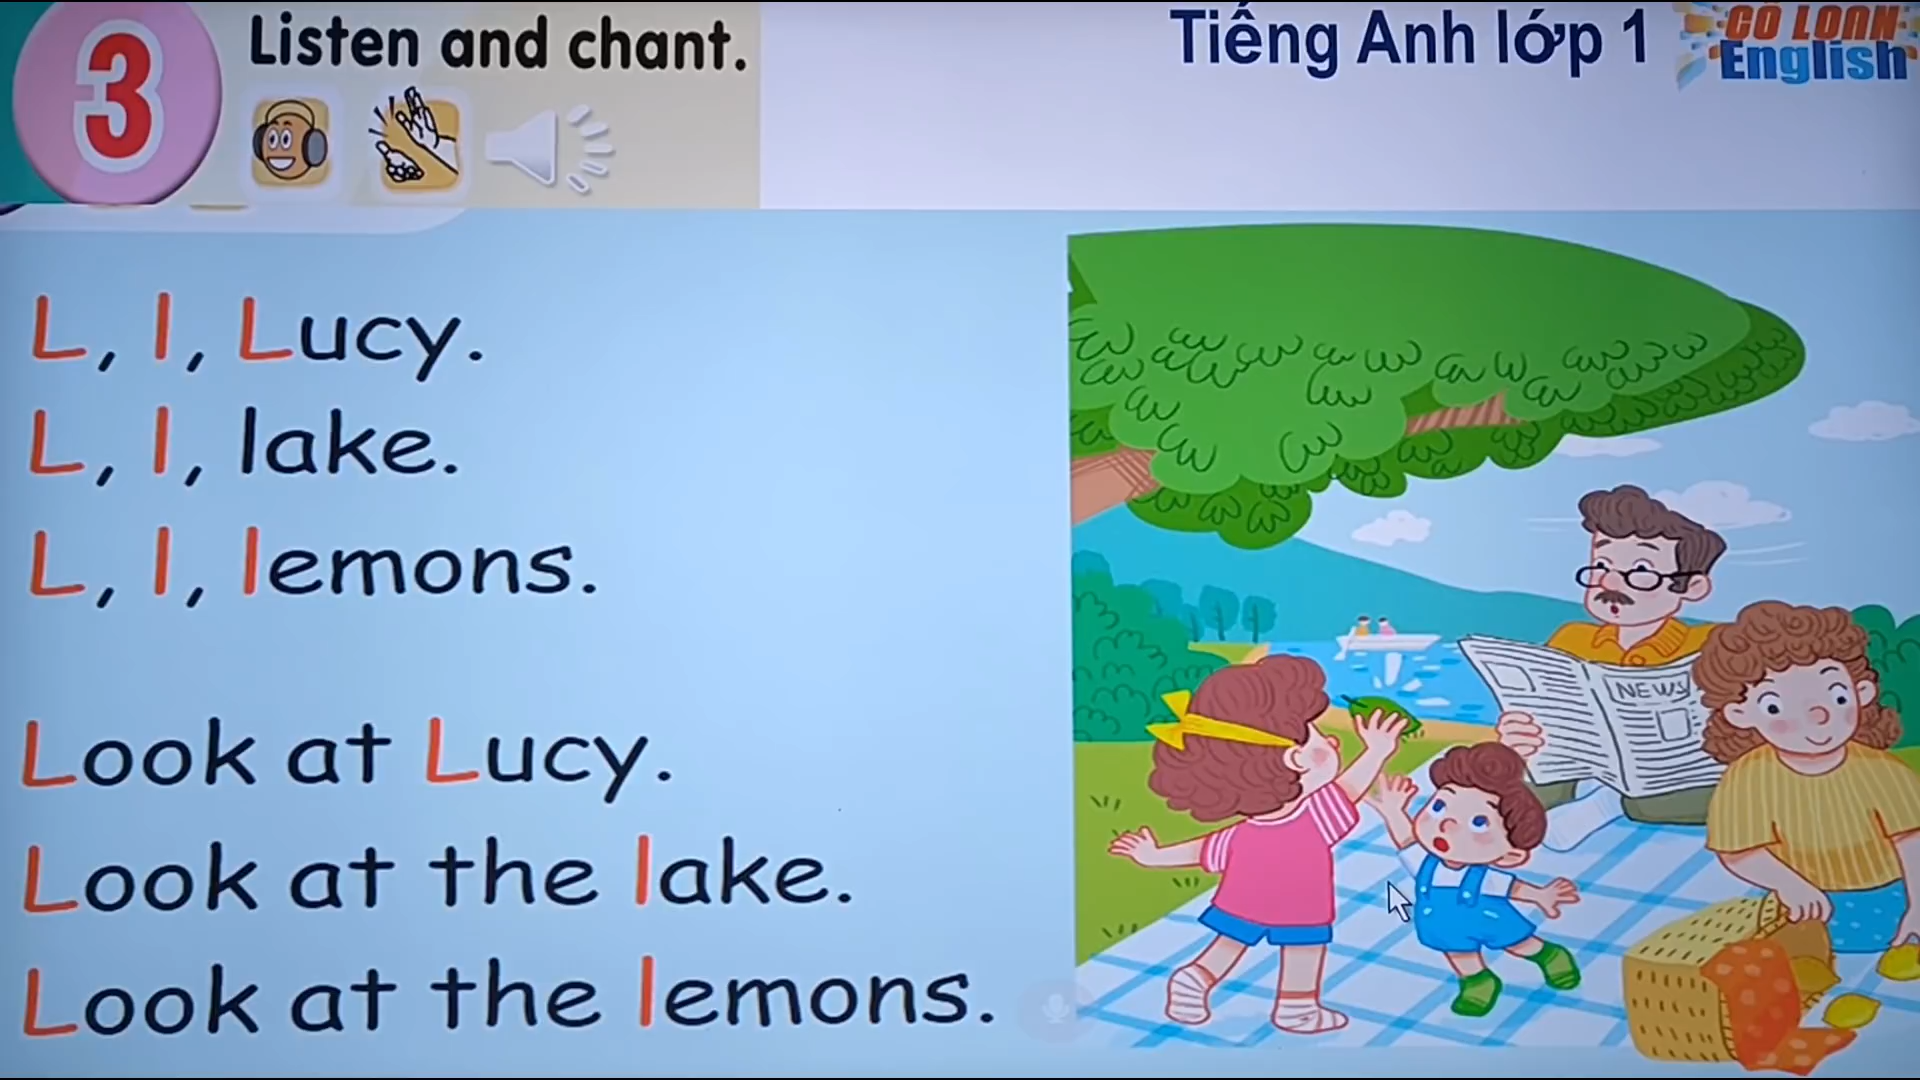 3 Listen and chant.
Tiếng Anh lớp 1
CÔ LOAN
English
L, l, Lucy.
L, l, lake.
L, l, lemons.
Look at Lucy.
Look at the lake.
Look at the lemons.
NEWS